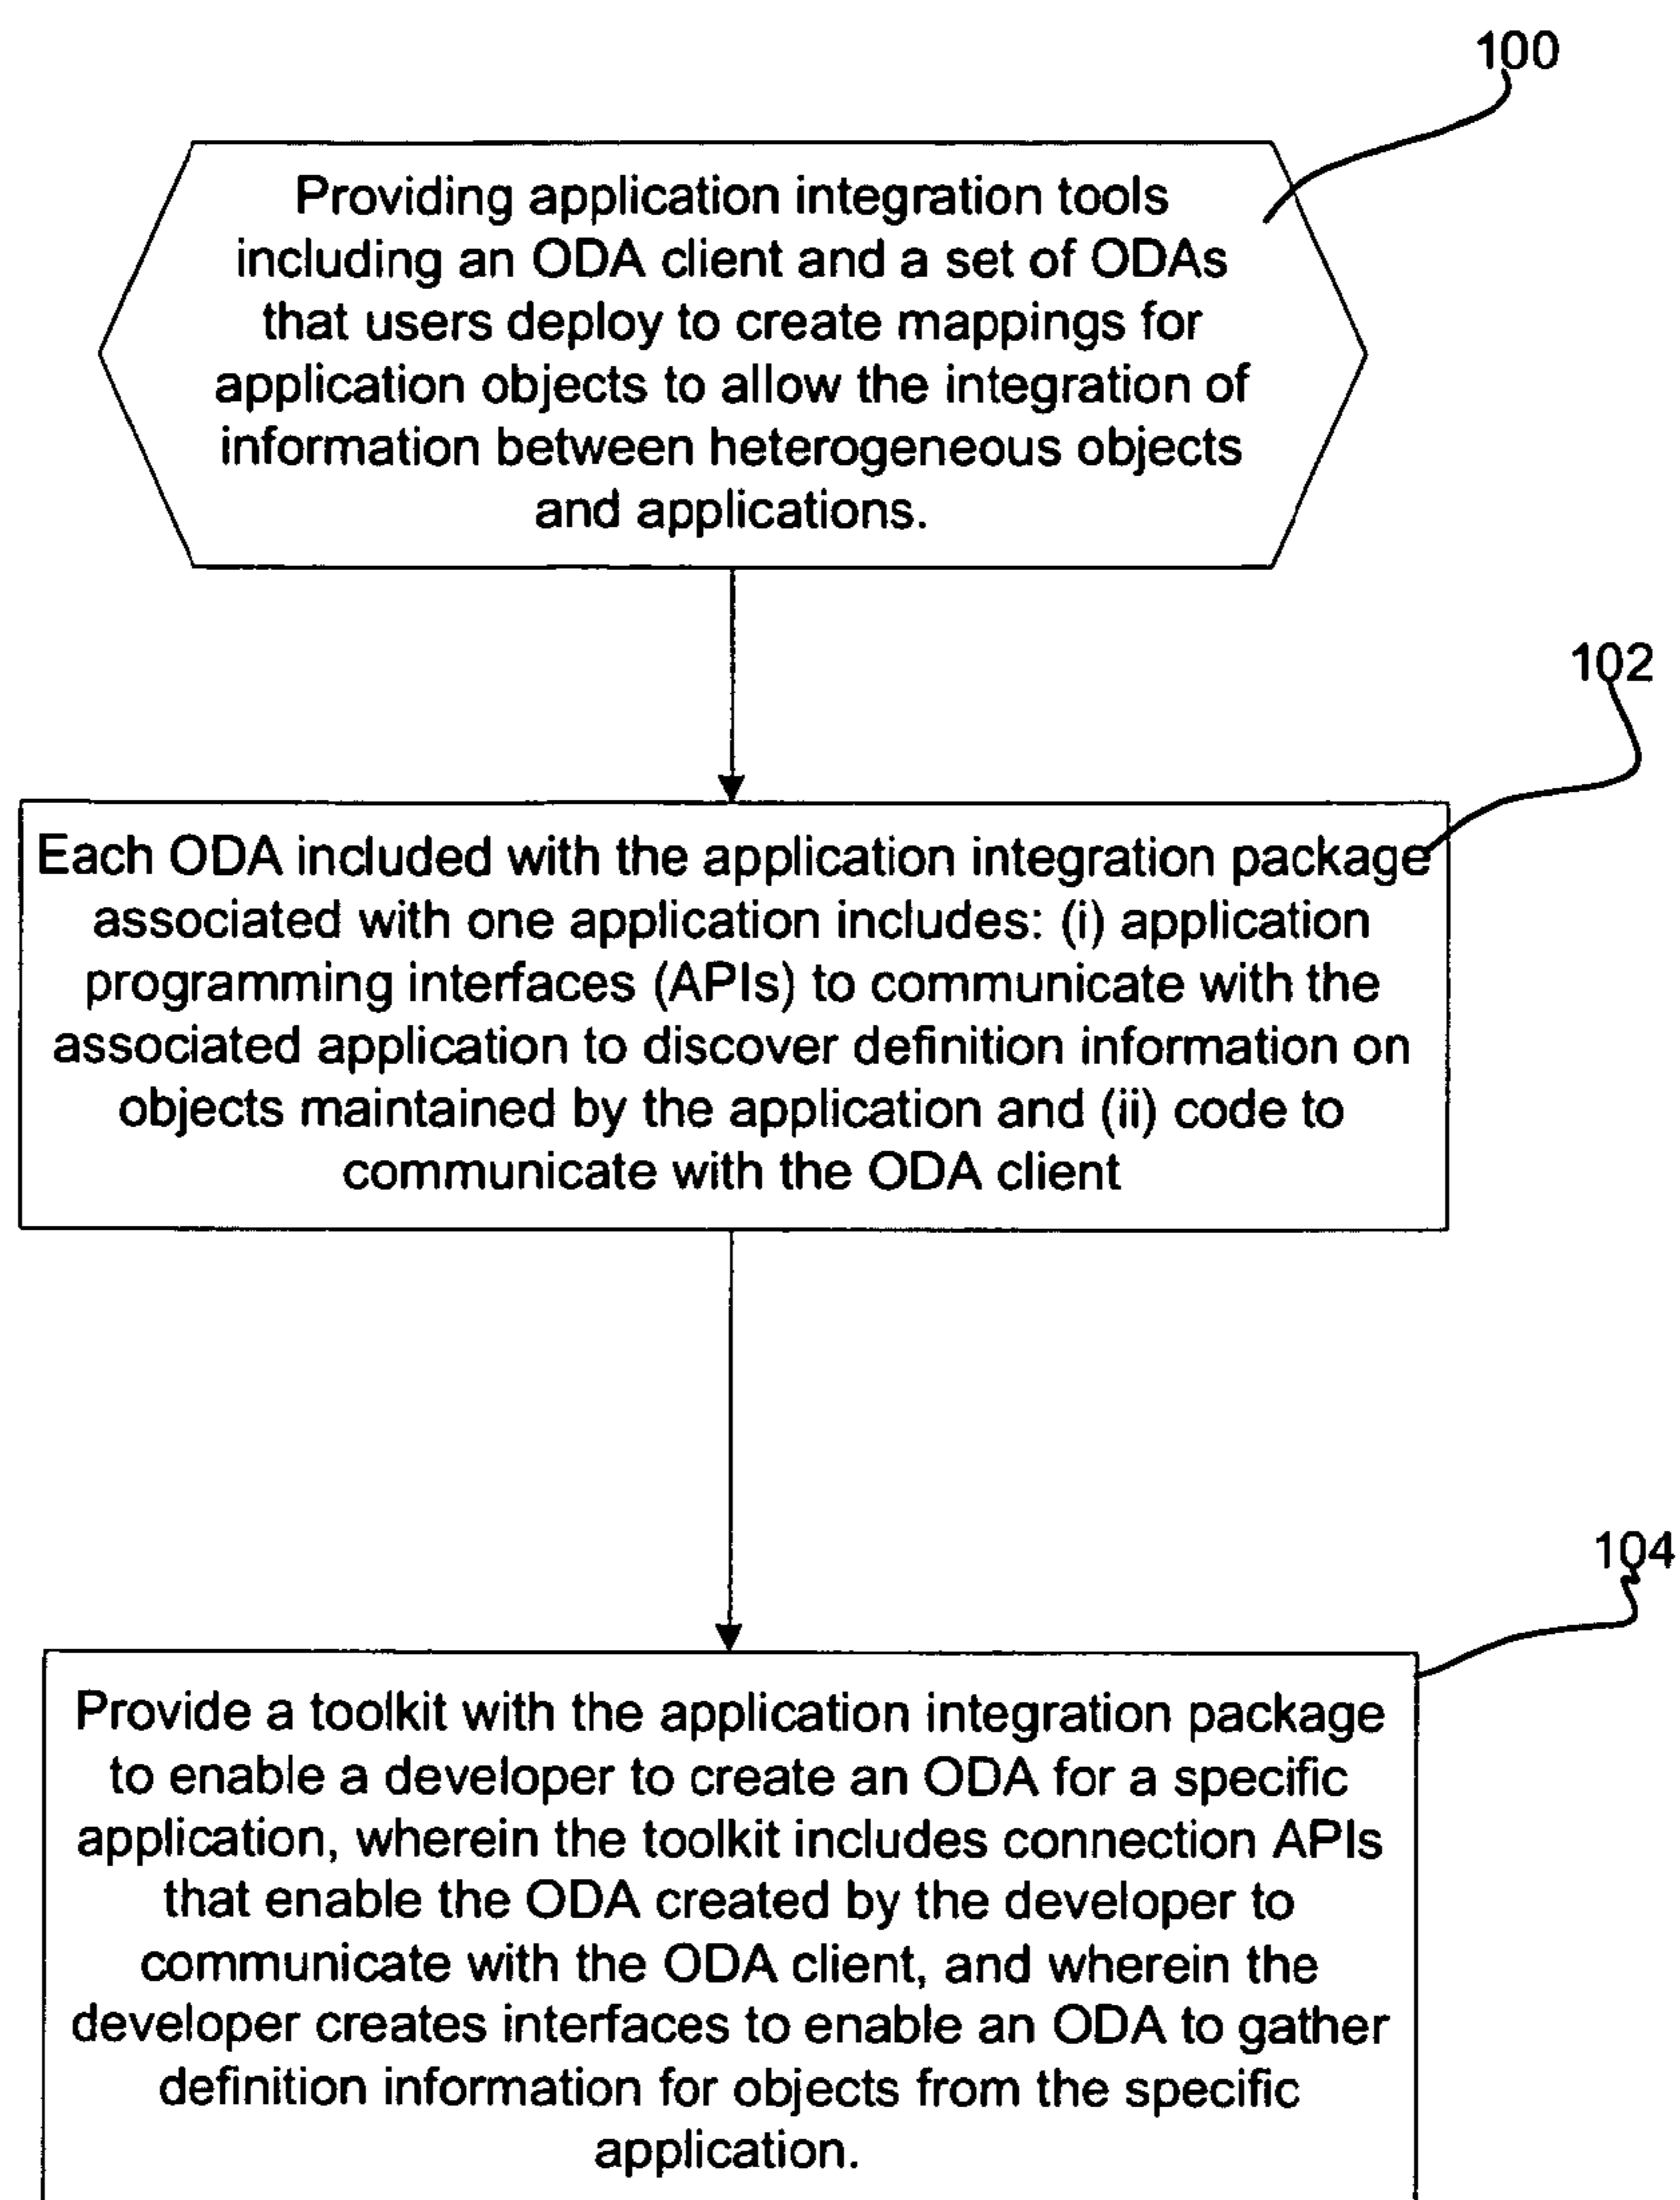 100
Providing application integration tools
including an ODA client and a set of ODAs
that users deploy to create mappings for
application objects to allow the integration of
information between heterogeneous objects
and applications.
102
Each ODA included with the application integration package
associated with one application includes: (i) application
programming interfaces (APIs) to communicate with the
associated application to discover definition information on
objects maintained by the application and (ii) code to
communicate with the ODA client
104
Provide a toolkit with the application integration package
to enable a developer to create an ODA for a specific
application, wherein the toolkit includes connection APIs
that enable the ODA created by the developer to
communicate with the ODA client, and wherein the
developer creates interfaces to enable an ODA to gather
definition information for objects from the specific
application.